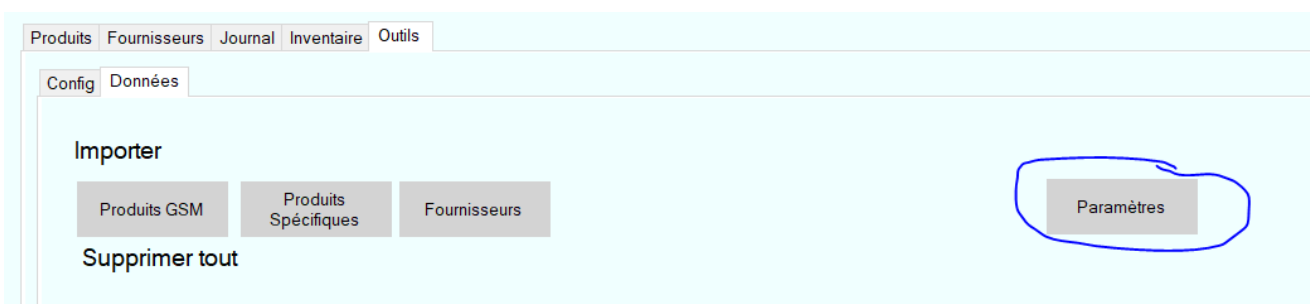 Produits Fournisseurs Journal Inventaire Outils
Config Données
Importer
Produits GSM
Produits
Spécifiques
Fournisseurs
Paramètres
Supprimer tout